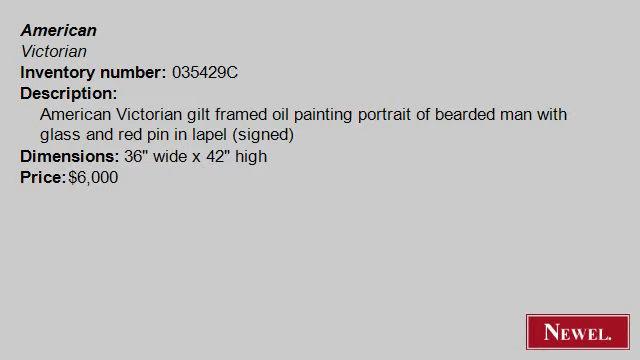 American
Victorian
Inventory number: 035429C
Description:
American Victorian gilt framed oil painting portrait of bearded man with
glass and red pin in lapel (signed)
Dimensions: 36" wide x 42" high
Price:$6,000
NEWEL.